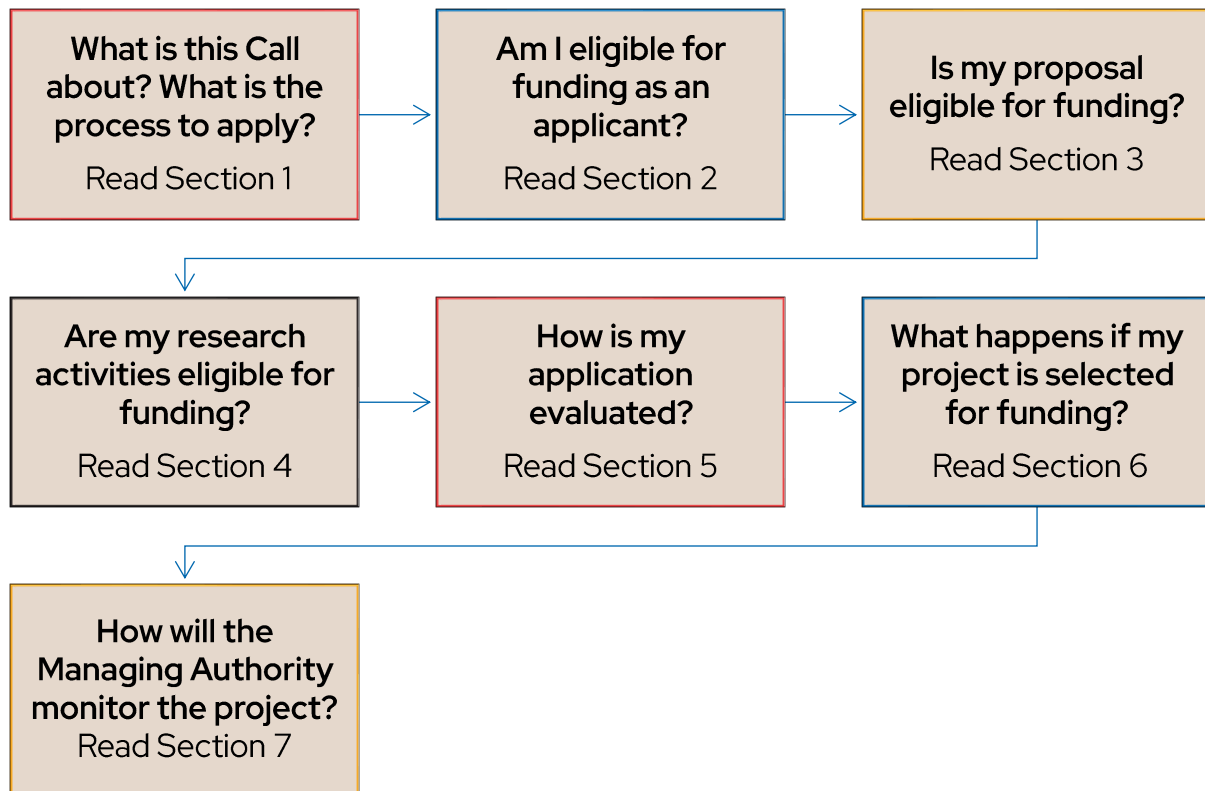 What is this Call
about? What is the
process to apply?
Read Section 1
Am I eligible for
funding as an
applicant?
Read Section 2
Is my proposal
eligible for funding?
Read Section 3
Are my research
activities eligible for
funding?
Read Section 4
How is my
application
evaluated?
Read Section 5
What happens if my
project is selected
for funding?
Read Section 6
How will the
Managing Authority
monitor the project?
Read Section 7